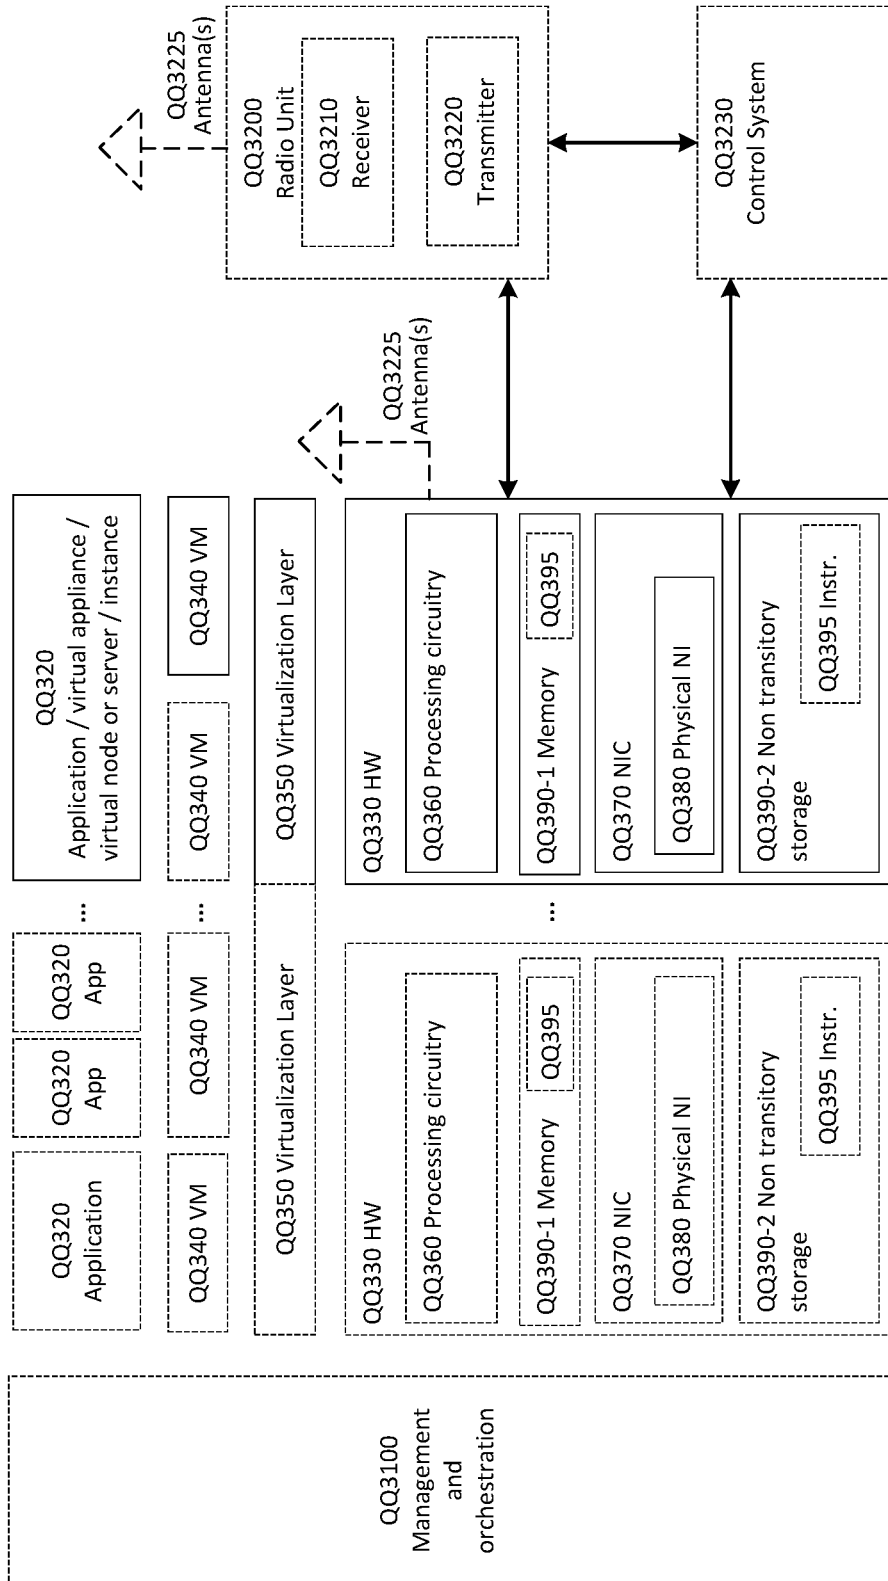 QQ3100
Management
and
orchestration
QQ320
Application
QQ320
App
QQ320
App
...
QQ320
Application / virtual appliance /
virtual node or server / instance
QQ340 VM
QQ340 VM
...
QQ340 VM
QQ340 VM
QQ350 Virtualization Layer
QQ350 Virtualization Layer
QQ330 HW
QQ360 Processing circuitry
QQ390-1 Memory
QQ395
QQ370 NIC
QQ380 Physical NI
QQ390-2 Non transitory
storage
QQ395 Instr.
...
QQ330 HW
QQ360 Processing circuitry
QQ390-1 Memory
QQ395
QQ370 NIC
QQ380 Physical NI
QQ390-2 Non transitory
storage
QQ395 Instr.
QQ3225
Antenna(s)
QQ3225
Antenna(s)
QQ3200
Radio Unit
QQ3210
Receiver
QQ3220
Transmitter
QQ3230
Control System